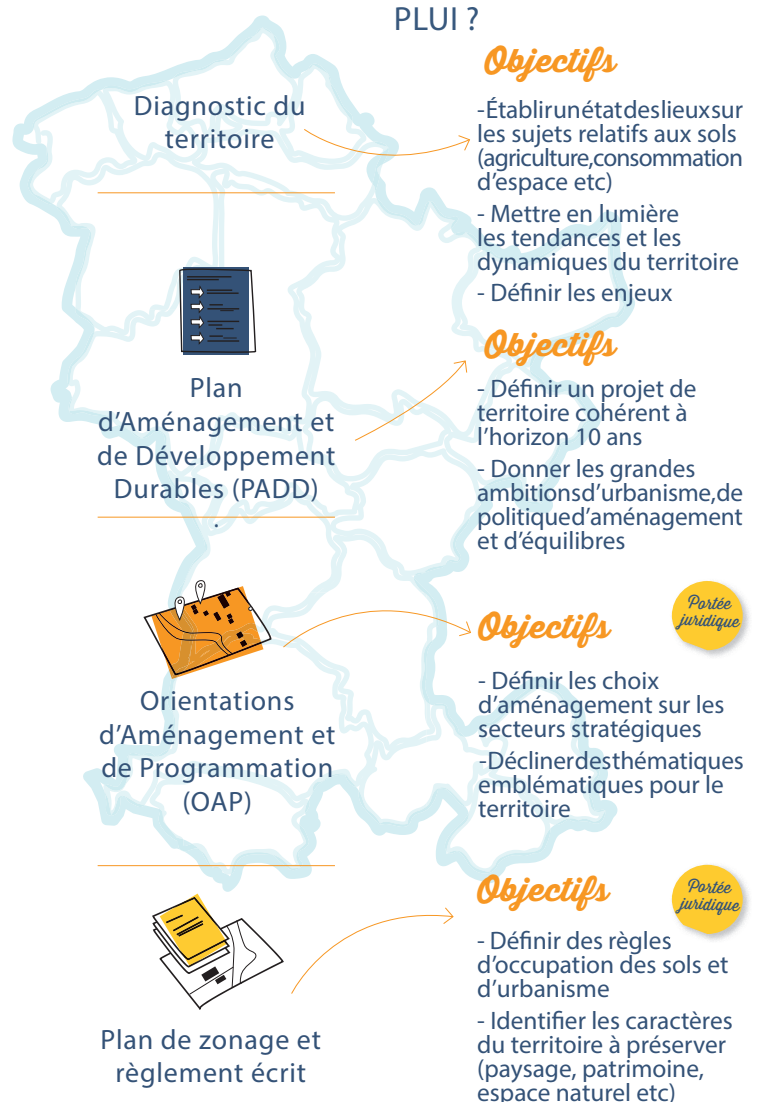 PLUI ?
Diagnostic du
territoire
Objectifs
-Établirunétatdeslieuxsur
les sujets relatifs aux sols
(agriculture,consommation
d’espace etc)
- Mettre en lumière
les tendances et les
dynamiques du territoire
- Définir les enjeux
Plan
d’Aménagement et
de Développement
Durables (PADD)
.
Objectifs
- Définir un projet de
territoire cohérent à
l’horizon 10 ans
- Donner les grandes
ambitionsd’urbanisme,de
politiqued’aménagement
et d’équilibres
Orientations
d’Aménagement et
de Programmation
(OAP)
Objectifs
Portée
juridique
- Définir les choix
d’aménagement sur les
secteurs stratégiques
-Déclinerdesthématiques
emblématiques pour le
territoire
Plan de zonage et
règlement écrit
Objectifs
Portée
juridique
- Définir des règles
d’occupation des sols et
d’urbanisme
- Identifier les caractères
du territoire à préserver
(paysage, patrimoine,
espace naturel etc)